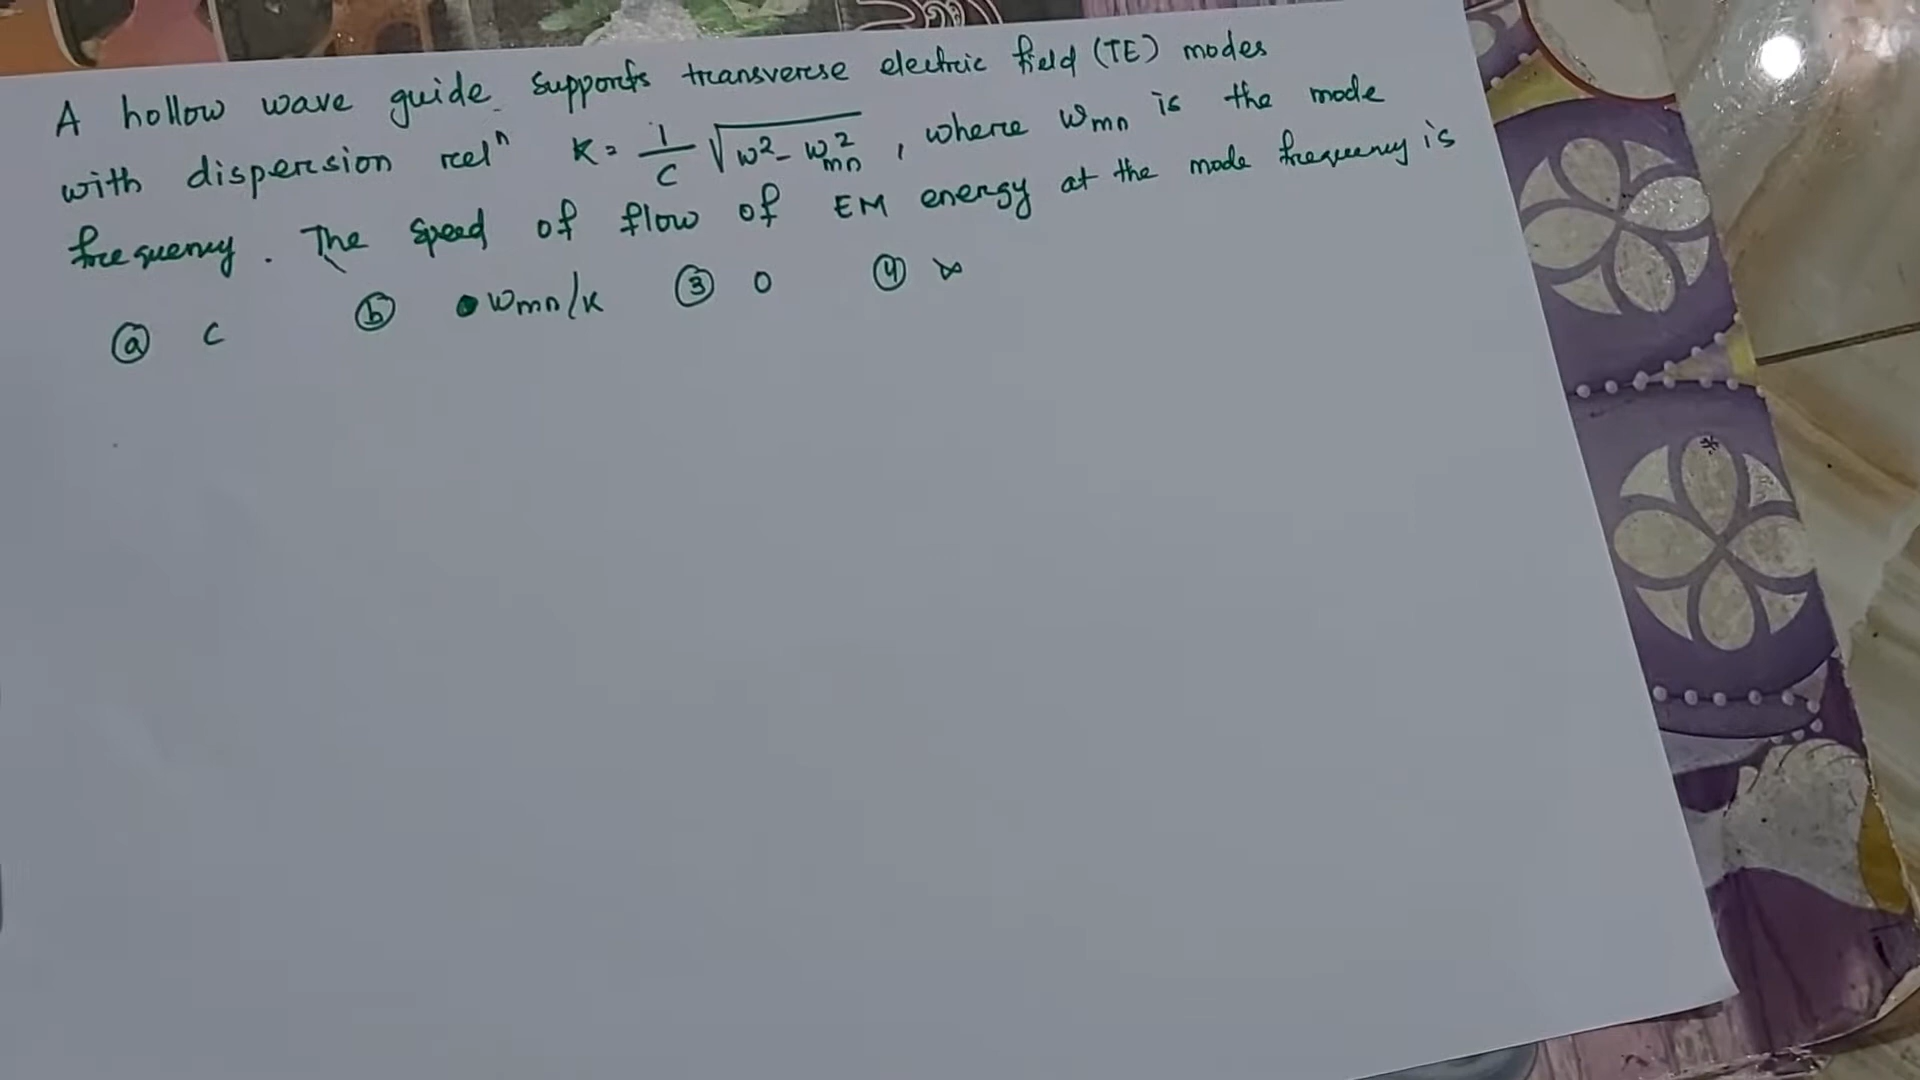 A hollow wave guide supports transverse electric field (TE) modes
with dispersion relⁿ K = 1/C √(ω² - ω²mn) , where ωmn is the mode
frequency . The speed of flow of EM energy at the mode frequency is
ⓐ C ⓑ ωmn/K ③ 0 ④ ∞